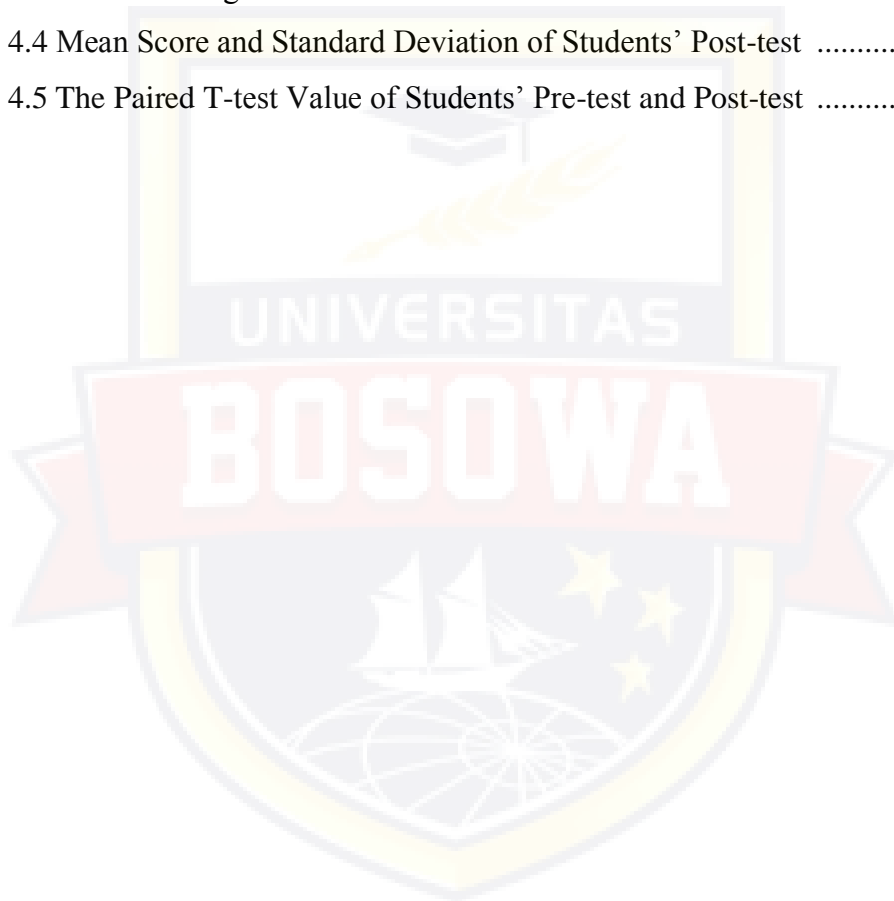 4.4 Mean Score and Standard Deviation of Students’ Post-test ..........
4.5 The Paired T-test Value of Students’ Pre-test and Post-test ..........
UNIVERSITAS
BOSOWA